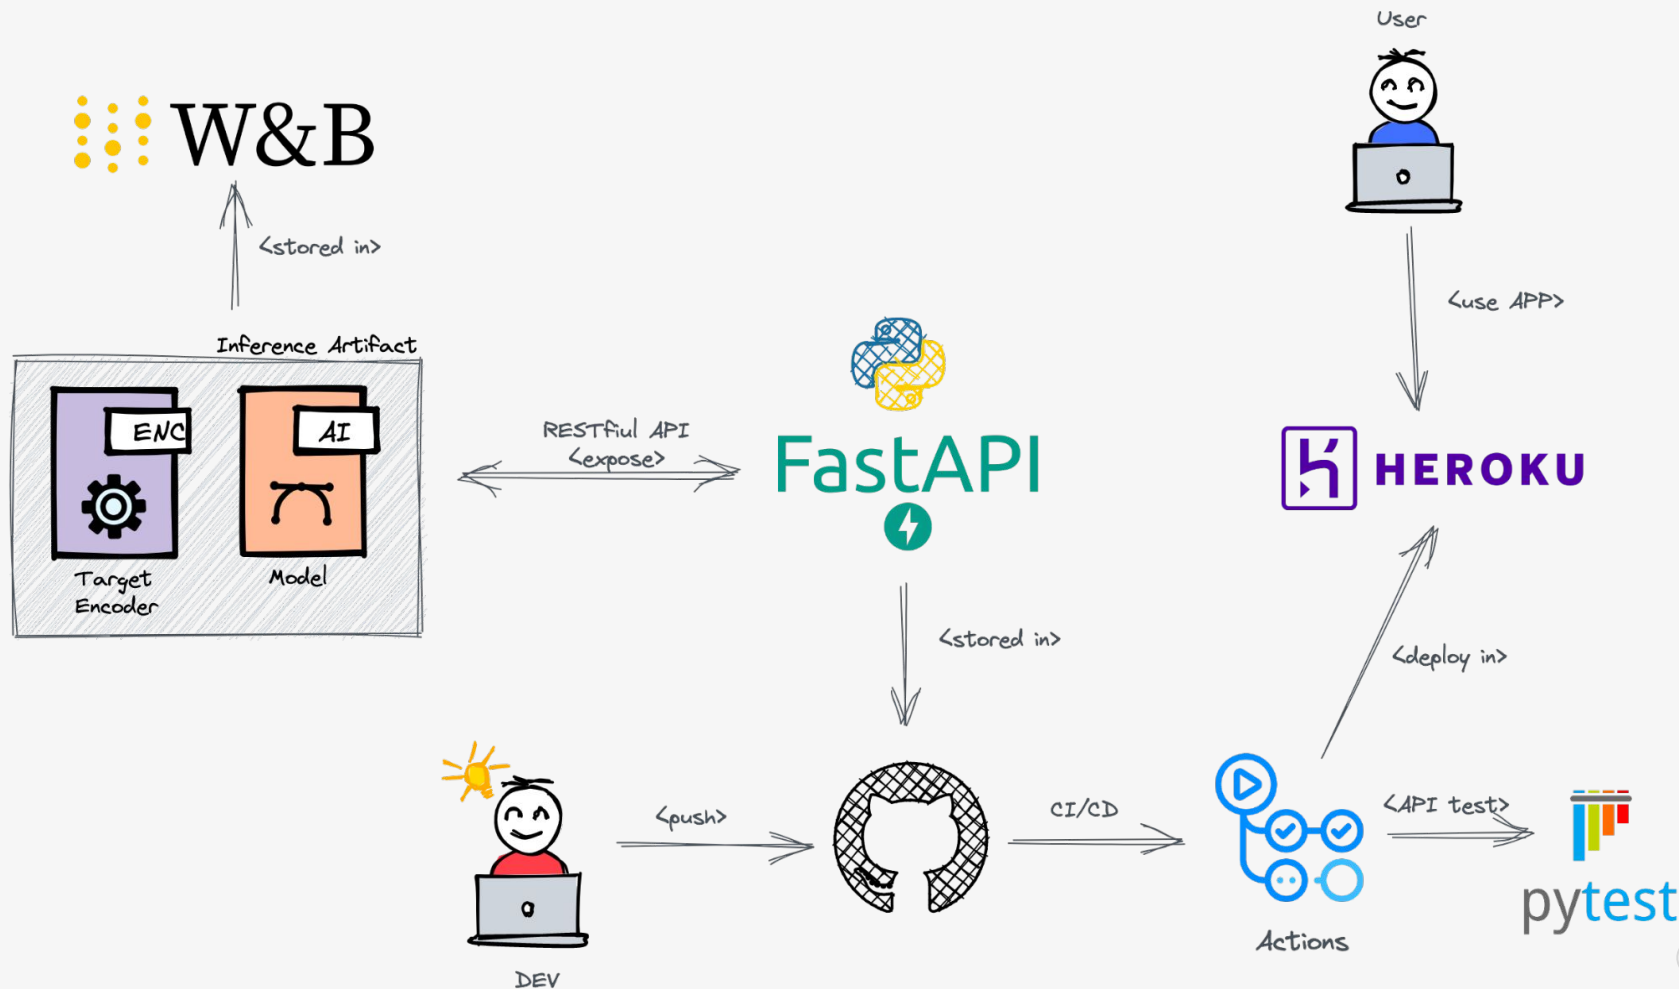 User
W&B
<stored in>
<use APP>
Inference Artifact
ENC
AI
Target
Encoder
Model
RESTfiul API
<expose>
FastAPI
HEROKU
<stored in>
<deploy in>
<push>
CI/CD
<API test>
pytest
Actions
DEV